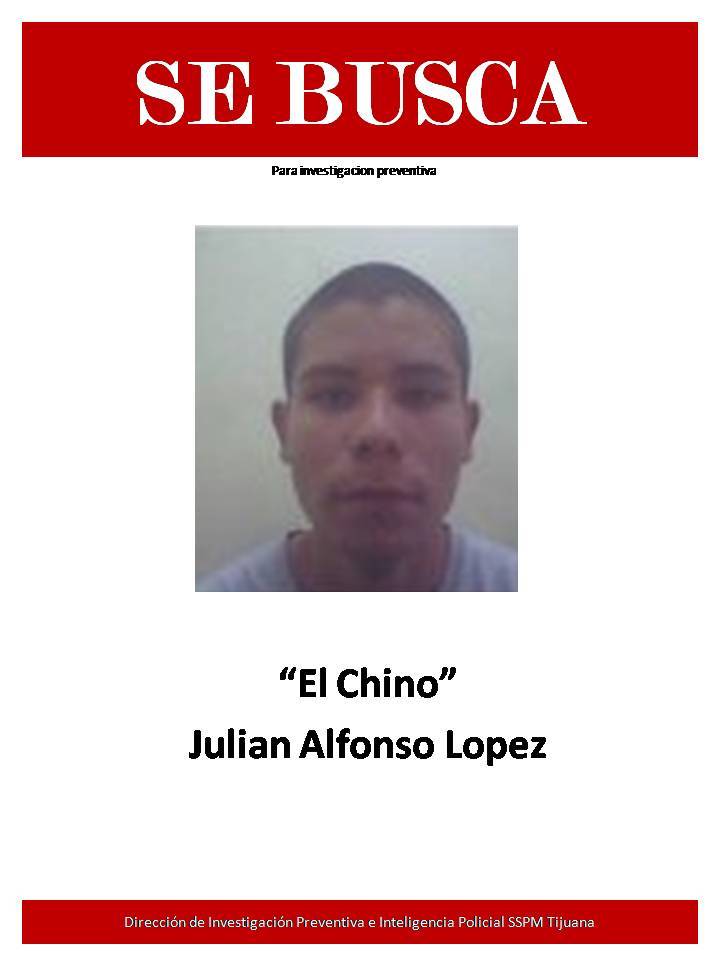 SE BUSCA
Para investigacion preventiva
“El Chino”
Julian Alfonso Lopez
Dirección de Investigación Preventiva e Inteligencia Policial SSPM Tijuana